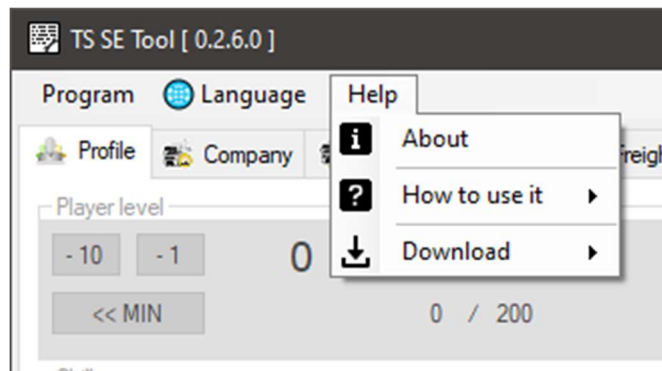 TS SE Tool [ 0.2.6.0 ]
Program Language Help
Profile Company
About
How to use it
Download
Player level
- 10 - 1 0
<< MIN 0 / 200